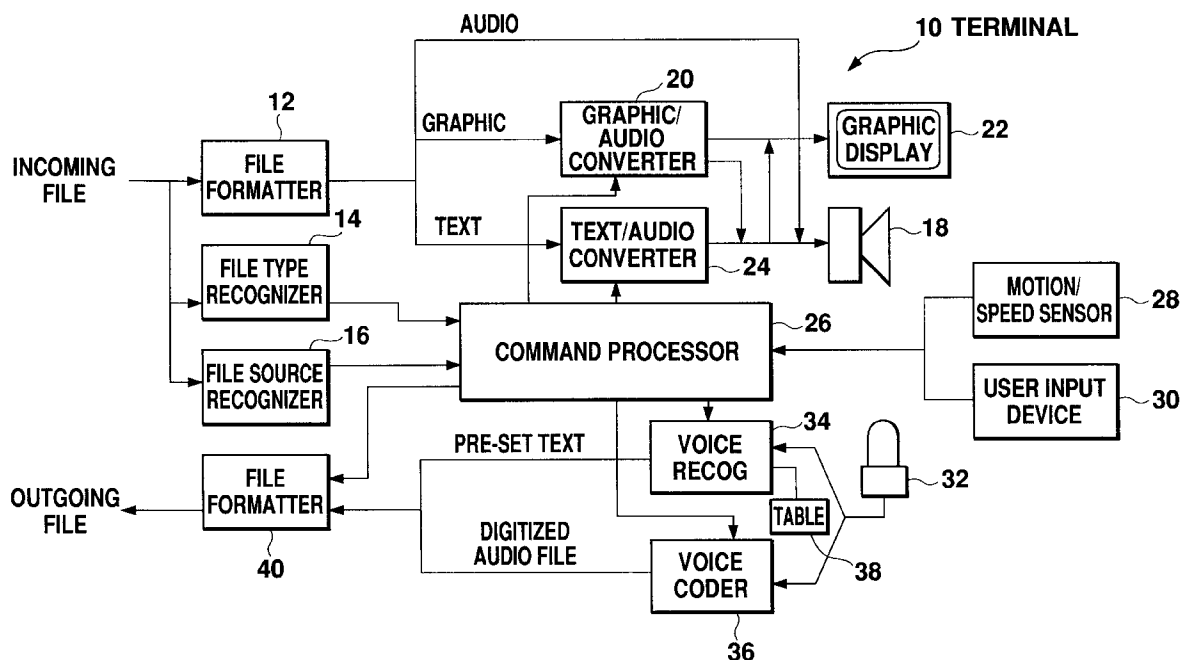 AUDIO
10 TERMINAL
12
20
GRAPHIC
GRAPHIC/
AUDIO
CONVERTER
GRAPHIC
DISPLAY
22
INCOMING
FILE
FILE
FORMATTER
14
TEXT
TEXT/AUDIO
CONVERTER
24
18
FILE TYPE
RECOGNIZER
MOTION/
SPEED SENSOR
28
16
26
COMMAND PROCESSOR
FILE SOURCE
RECOGNIZER
USER INPUT
DEVICE
30
34
PRE-SET TEXT
VOICE
RECOG
32
OUTGOING
FILE
FILE
FORMATTER
TABLE
38
DIGITIZED
AUDIO FILE
40
VOICE
CODER
36